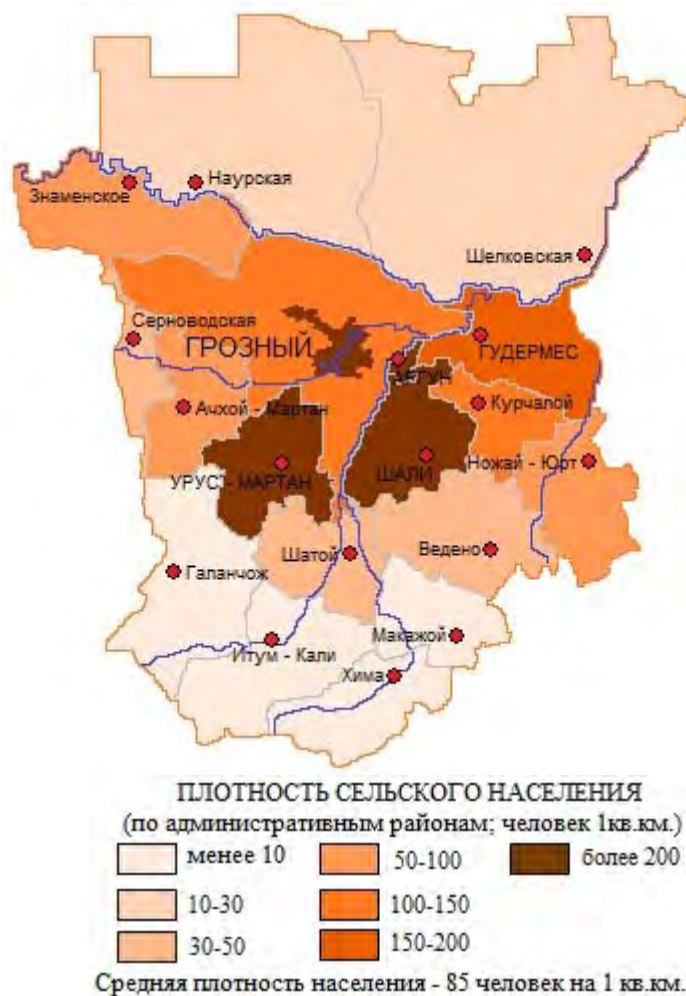 Знаменское
Наурская
Шелковская
Серноводская
ГРОЗНЫЙ
ГУДЕРМЕС
АРГУН
Ачхой - Мартан
Курчалой
УРУС - МАРТАН
ШАЛИ
Ножай - Юрт
Шатой
Ведено
Галанчож
Макажой
Итум - Кали
Хима
ПЛОТНОСТЬ СЕЛЬСКОГО НАСЕЛЕНИЯ
(по административным районам; человек 1кв.км.)
менее 10
50-100
более 200
10-30
100-150
30-50
150-200
Средняя плотность населения - 85 человек на 1 кв.км.